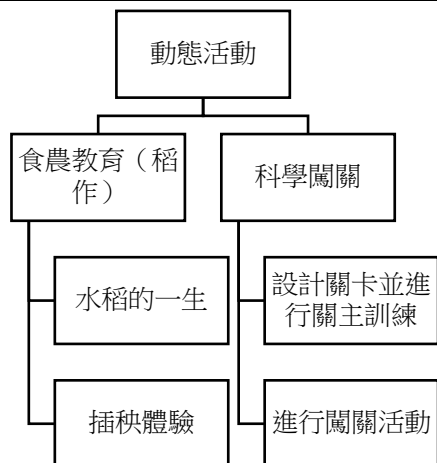 動態活動
食農教育（稻
作）
科學闖關
水稻的一生
設計關卡並進
行關主訓練
插秧體驗
進行闖關活動